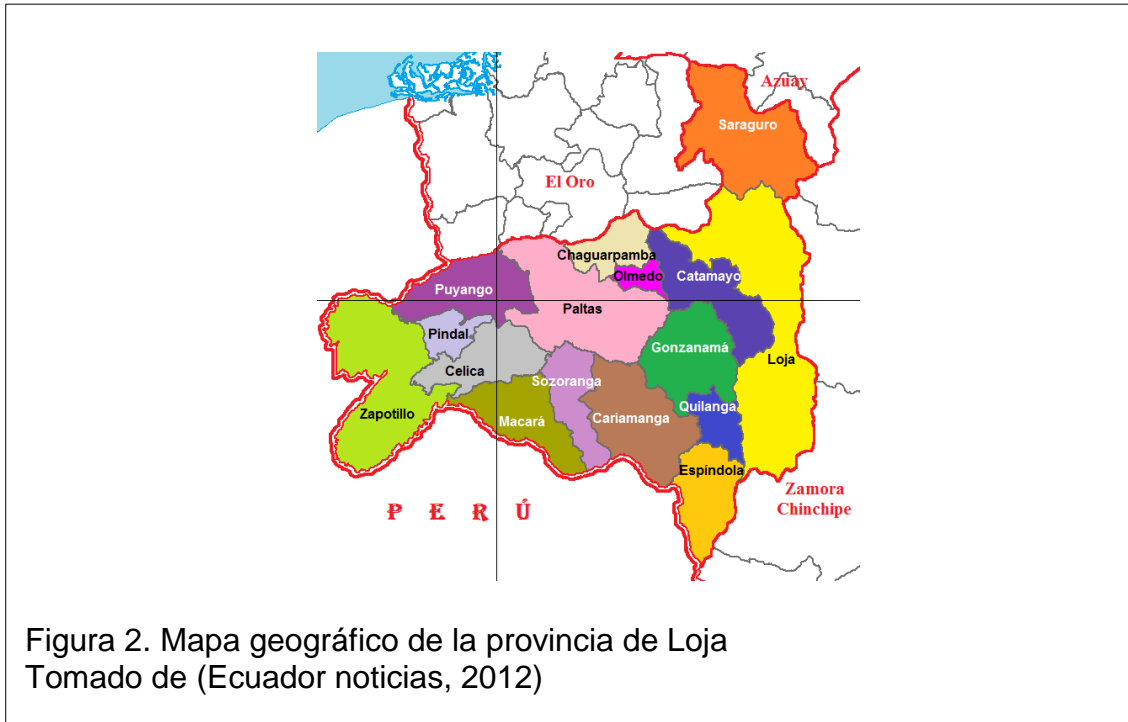 Azuay
Saraguro
El Oro
Chaguarpamba
Olmedo
Catamayo
Puyango
Paltas
Pindal
Gonzanamá
Loja
Celica
Sozoranga
Quilanga
Zapotillo
Macará
Cariamanga
Espíndola
Zamora
Chinchipe
P E R Ú
Figura 2. Mapa geográfico de la provincia de Loja
Tomado de (Ecuador noticias, 2012)